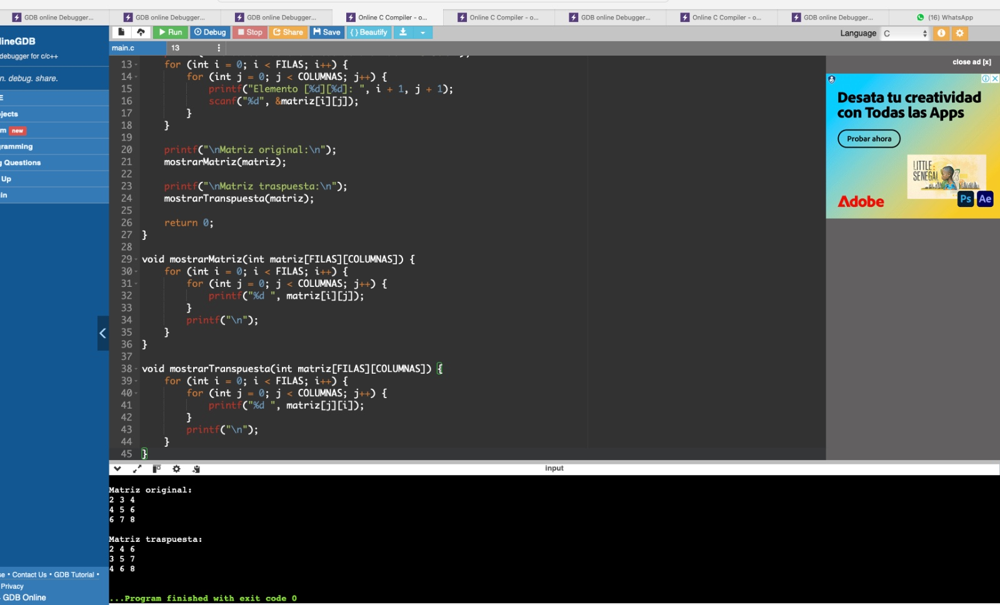 GDB online Debugger...
GDB online Debugger...
GDB online Debugger...
Online C Compiler - o...
Online C Compiler - o...
GDB online Debugger...
Online C Compiler - o...
GDB online Debugger...
(16) WhatsApp
lineGDB
debugger for c/c++
n. debug. share.
E
jects
m new
ramming
g Questions
Up
in
se • Contact Us • GDB Tutorial •
Privacy
GDB Online
Run
Debug
Stop
Share
Save
{ } Beautify
Language C
main.c
13
13 for (int i = 0; i < FILAS; i++) {
14 for (int j = 0; j < COLUMNAS; j++) {
15 printf("Elemento [%d][%d]: ", i + 1, j + 1);
16 scanf("%d", &matriz[i][j]);
17 }
18 }
19
20 printf("\nMatriz original:\n");
21 mostrarMatriz(matriz);
22
23 printf("\nMatriz traspuesta:\n");
24 mostrarTranspuesta(matriz);
25
26 return 0;
27 }
28
29 void mostrarMatriz(int matriz[FILAS][COLUMNAS]) {
30 for (int i = 0; i < FILAS; i++) {
31 for (int j = 0; j < COLUMNAS; j++) {
32 printf("%d ", matriz[i][j]);
33 }
34 printf("\n");
35 }
36 }
37
38 void mostrarTranspuesta(int matriz[FILAS][COLUMNAS]) {
39 for (int i = 0; i < FILAS; i++) {
40 for (int j = 0; j < COLUMNAS; j++) {
41 printf("%d ", matriz[j][i]);
42 }
43 printf("\n");
44 }
45 }
close ad [x]
Desata tu creatividad
con Todas las Apps
Probar ahora
LITTLE
SENEGAL
Adobe
Ps Ae
input
Matriz original:
2 3 4
4 5 6
6 7 8
Matriz traspuesta:
2 4 6
3 5 7
4 6 8
...Program finished with exit code 0